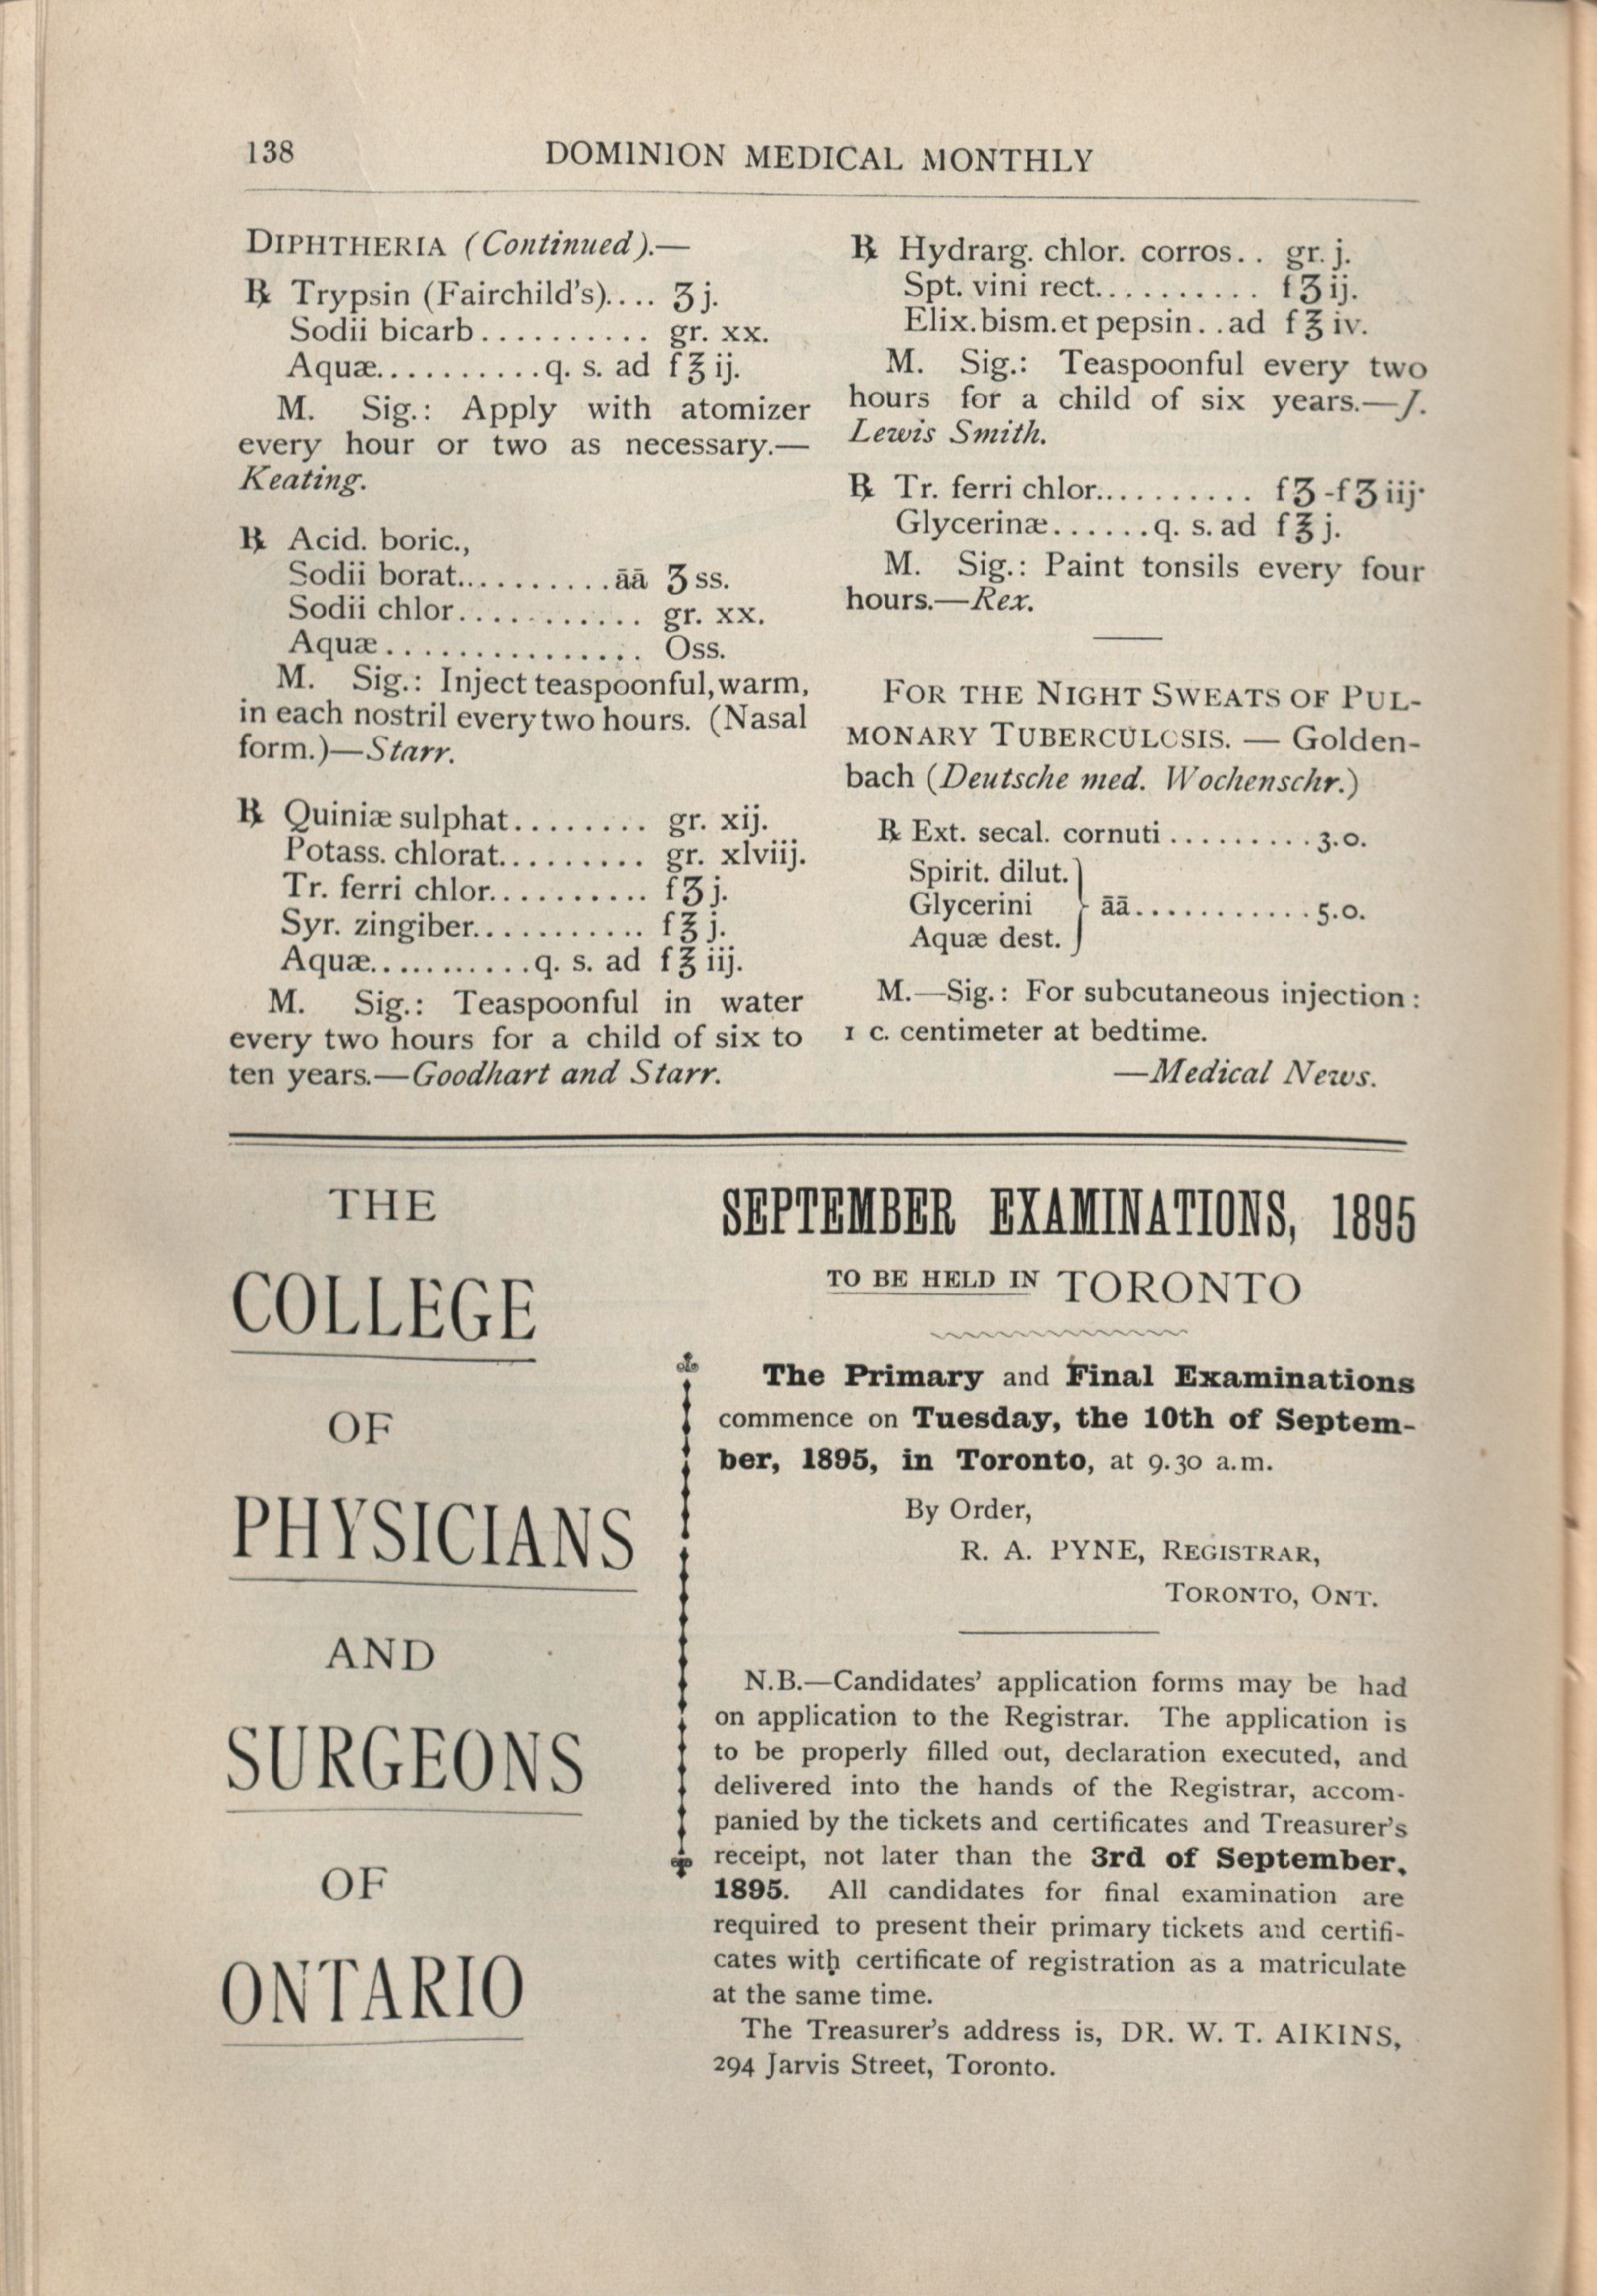 138
DOMINION MEDICAL MONTHLY
DIPHTHERIA (Continued).—
℞ Trypsin (Fairchild's).... ʒ j.
Sodii bicarb.......... gr. xx.
Aquæ..........q. s. ad f ℥ ij.
M. Sig.: Apply with atomizer
every hour or two as necessary.—
Keating.
℞ Acid. boric.,
Sodii borat..........āā ʒ ss.
Sodii chlor........... gr. xx.
Aquæ............... Oss.
M. Sig.: Inject teaspoonful, warm,
in each nostril every two hours. (Nasal
form.)—Starr.
℞ Quiniæ sulphat........ gr. xij.
Potass. chlorat......... gr. xlviij.
Tr. ferri chlor.......... f ʒ j.
Syr. zingiber........... f ℥ j.
Aquæ..........q. s. ad f ℥ iij.
M. Sig.: Teaspoonful in water
every two hours for a child of six to
ten years.—Goodhart and Starr.
℞ Hydrarg. chlor. corros.. gr. j.
Spt. vini rect.......... f ʒ ij.
Elix. bism. et pepsin. .ad f ℥ iv.
M. Sig.: Teaspoonful every two
hours for a child of six years.—J.
Lewis Smith.
℞ Tr. ferri chlor.......... f ʒ -f ʒ iij.
Glycerinæ......q. s. ad f ℥ j.
M. Sig.: Paint tonsils every four
hours.—Rex.
FOR THE NIGHT SWEATS OF PUL-
MONARY TUBERCULOSIS. — Golden-
bach (Deutsche med. Wochenschr.)
℞ Ext. secal. cornuti..........3.0.
Spirit. dilut.
Glycerini } āā............5.0.
Aquæ dest.
M.—Sig.: For subcutaneous injection:
1 c. centimeter at bedtime.
—Medical News.
THE
COLLEGE
OF
PHYSICIANS
AND
SURGEONS
OF
ONTARIO
SEPTEMBER EXAMINATIONS, 1895
TO BE HELD IN TORONTO
The Primary and Final Examinations
commence on Tuesday, the 10th of Septem-
ber, 1895, in Toronto, at 9.30 a.m.
By Order,
R. A. PYNE, REGISTRAR,
TORONTO, ONT.
N.B.—Candidates' application forms may be had
on application to the Registrar. The application is
to be properly filled out, declaration executed, and
delivered into the hands of the Registrar, accom-
panied by the tickets and certificates and Treasurer's
receipt, not later than the 3rd of September,
1895. All candidates for final examination are
required to present their primary tickets and certifi-
cates with certificate of registration as a matriculate
at the same time.
The Treasurer's address is, DR. W. T. AIKINS,
294 Jarvis Street, Toronto.